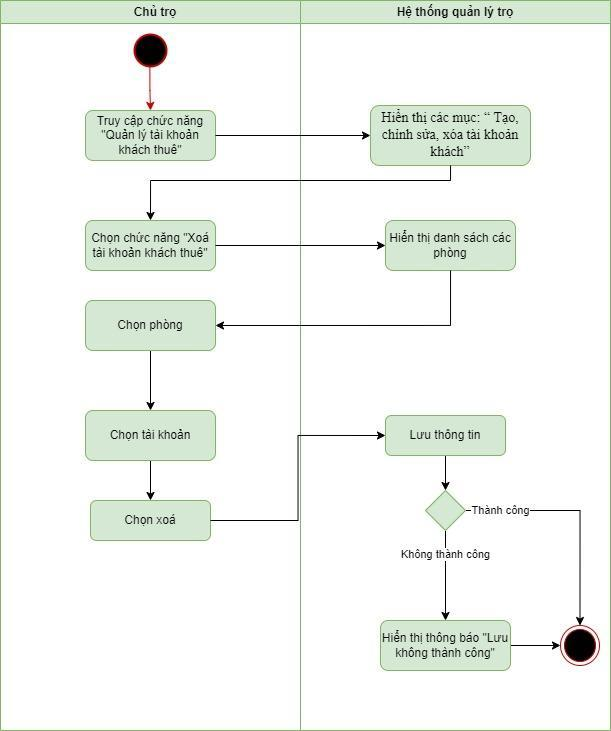 Chủ trọ
Hệ thống quản lý trọ
Truy cập chức năng
"Quản lý tài khoản
khách thuê"
Hiển thị các mục: “ Tạo,
chỉnh sửa, xóa tài khoản
khách”
Chọn chức năng "Xoá
tài khoản khách thuê"
Hiển thị danh sách các
phòng
Chọn phòng
Chọn tài khoản
Lưu thông tin
Chọn xoá
Thành công
Không thành công
Hiển thị thông báo "Lưu
không thành công"